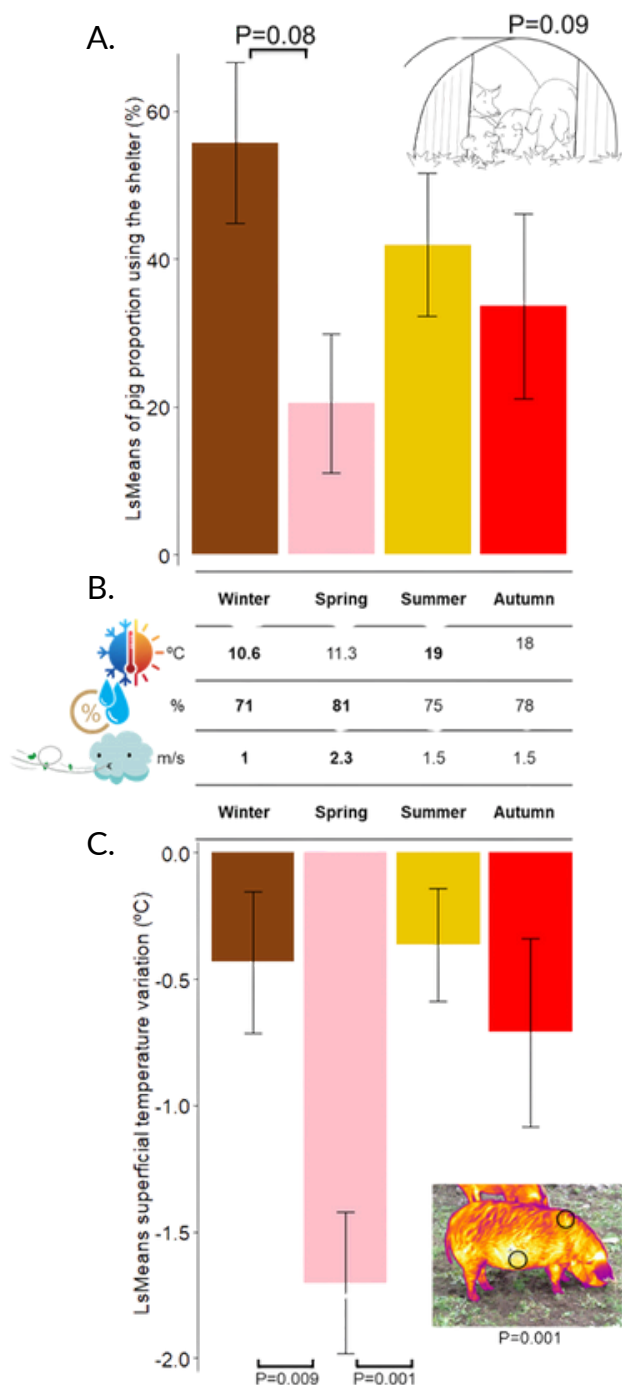 A.
P=0.08
P=0.09
LsMeans of pig proportion using the shelter (%)
60
40
20
0
B.
Winter Spring Summer Autumn
ºC 10.6 11.3 19 18
% % 71 81 75 78
m/s 1 2.3 1.5 1.5
Winter Spring Summer Autumn
C.
LsMeans superficial temperature variation (ºC)
0.0
-0.5
-1.0
-1.5
-2.0
P=0.001
P=0.009 P=0.001